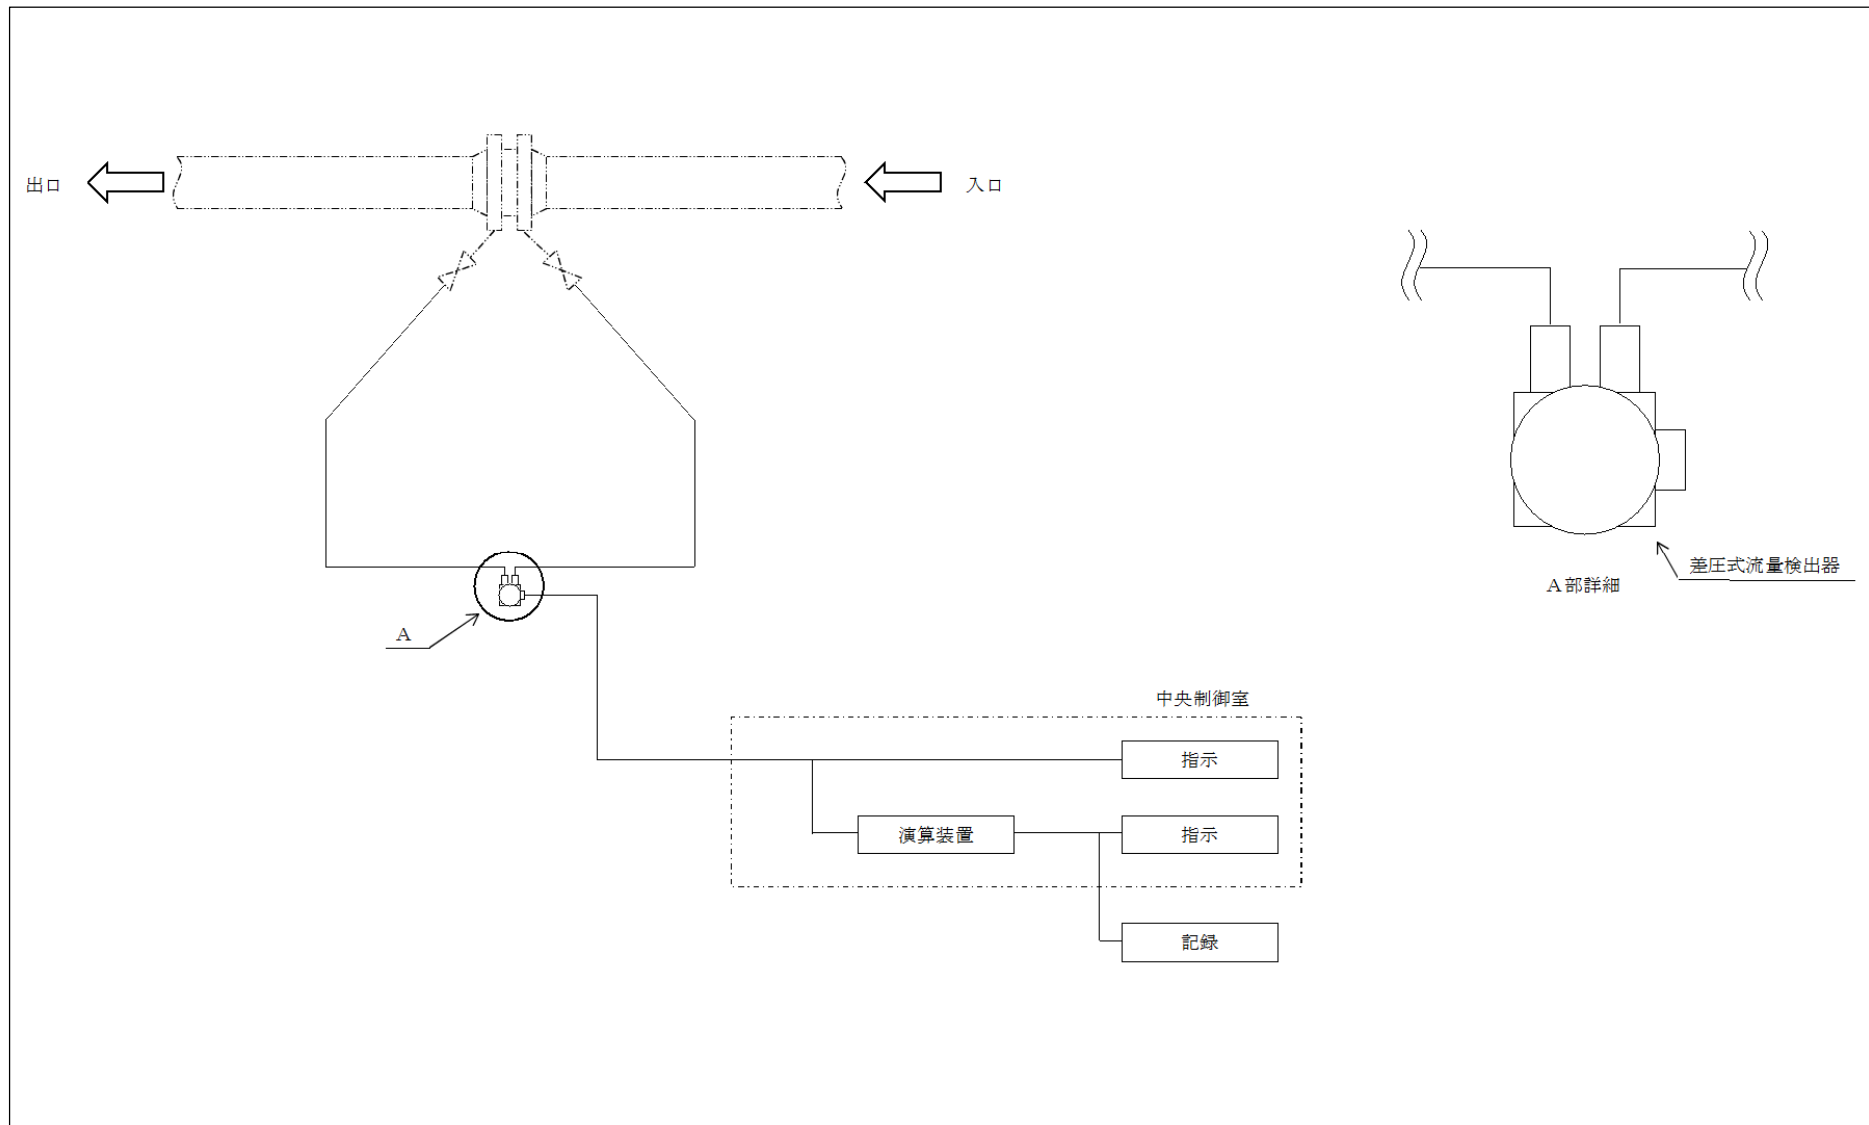 出口
入口
差圧式流量検出器
A部詳細
A
中央制御室
指示
演算装置
指示
記録